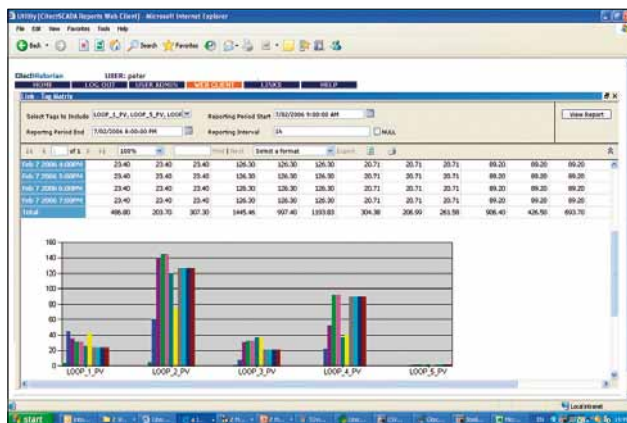 Utility [CitectSCADA Reports Web Client] - Microsoft Internet Explorer
File Edit View Favorites Tools Help
Back Search Favorites
CitectHistorian USER: peter
HOME LOG OUT USER ADMIN WEB CLIENT LINKS HELP
Link - Tag Matrix
Select Tags to Include LOOP_1_PV, LOOP_5_PV, LOOP Reporting Period Start 7/02/2006 9:00:00 AM View Report
Reporting Period End 7/02/2006 8:00:00 PM Reporting Interval 1h NULL
of 1 100% Find | Next Select a format Export
Feb 7 2006 4:00PM 23.40 23.40 23.40 126.30 126.30 126.30 20.71 20.71 20.71 89.20 89.20 89.20
Feb 7 2006 5:00PM 23.40 23.40 23.40 126.30 126.30 126.30 20.71 20.71 20.71 89.20 89.20 89.20
Feb 7 2006 6:00PM 23.40 23.40 23.40 126.30 126.30 126.30 20.71 20.71 20.71 89.20 89.20 89.20
Feb 7 2006 7:00PM 23.40 23.40 23.40 126.30 126.30 126.30 20.71 20.71 20.71 89.20 89.20 89.20
Total 203.70 307.30 1445.46 997.40 304.38 206.99 261.58 426.50 693.70
160
140
120
100
80
60
40
20
0
LOOP_1_PV LOOP_2_PV LOOP_3_PV LOOP_4_PV LOOP_5_PV
Local intranet
start EN